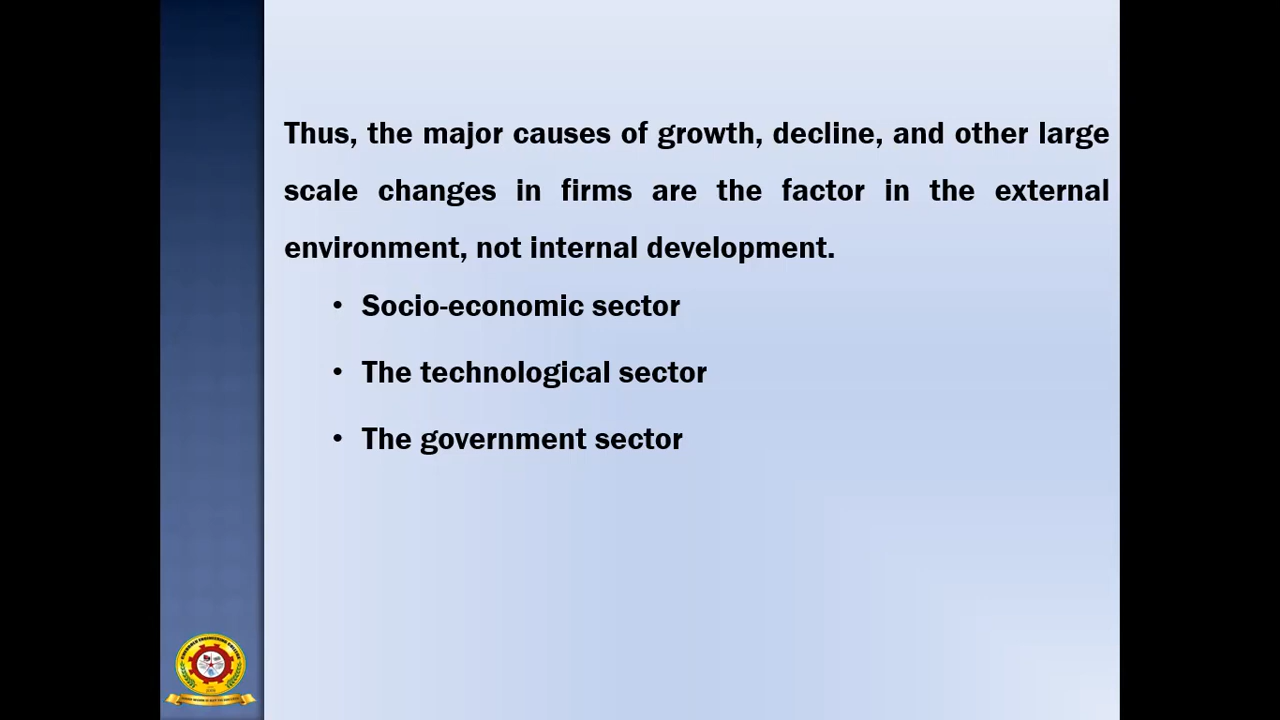 Thus, the major causes of growth, decline, and other large
scale changes in firms are the factor in the external
environment, not internal development.
• Socio-economic sector
• The technological sector
• The government sector